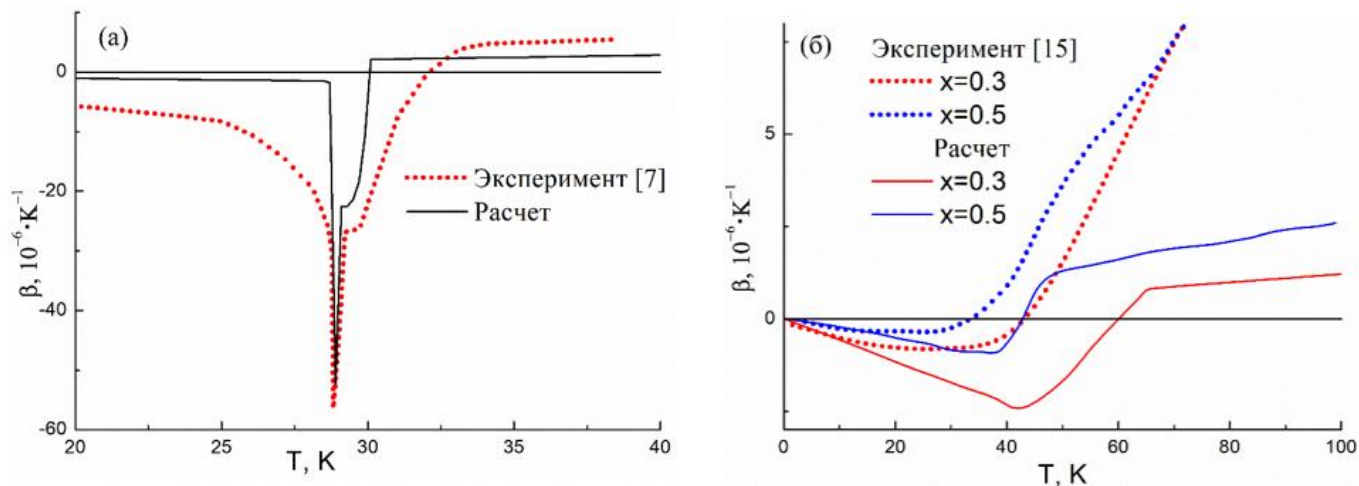 (а)
0
-20
-40
-60
β, 10⁻⁶·К⁻¹
Эксперимент [7]
Расчет
20 25 30 35 40
T, K
(б)
Эксперимент [15]
x=0.3
x=0.5
Расчет
x=0.3
x=0.5
5
0
β, 10⁻⁶·К⁻¹
0 20 40 60 80 100
T, K